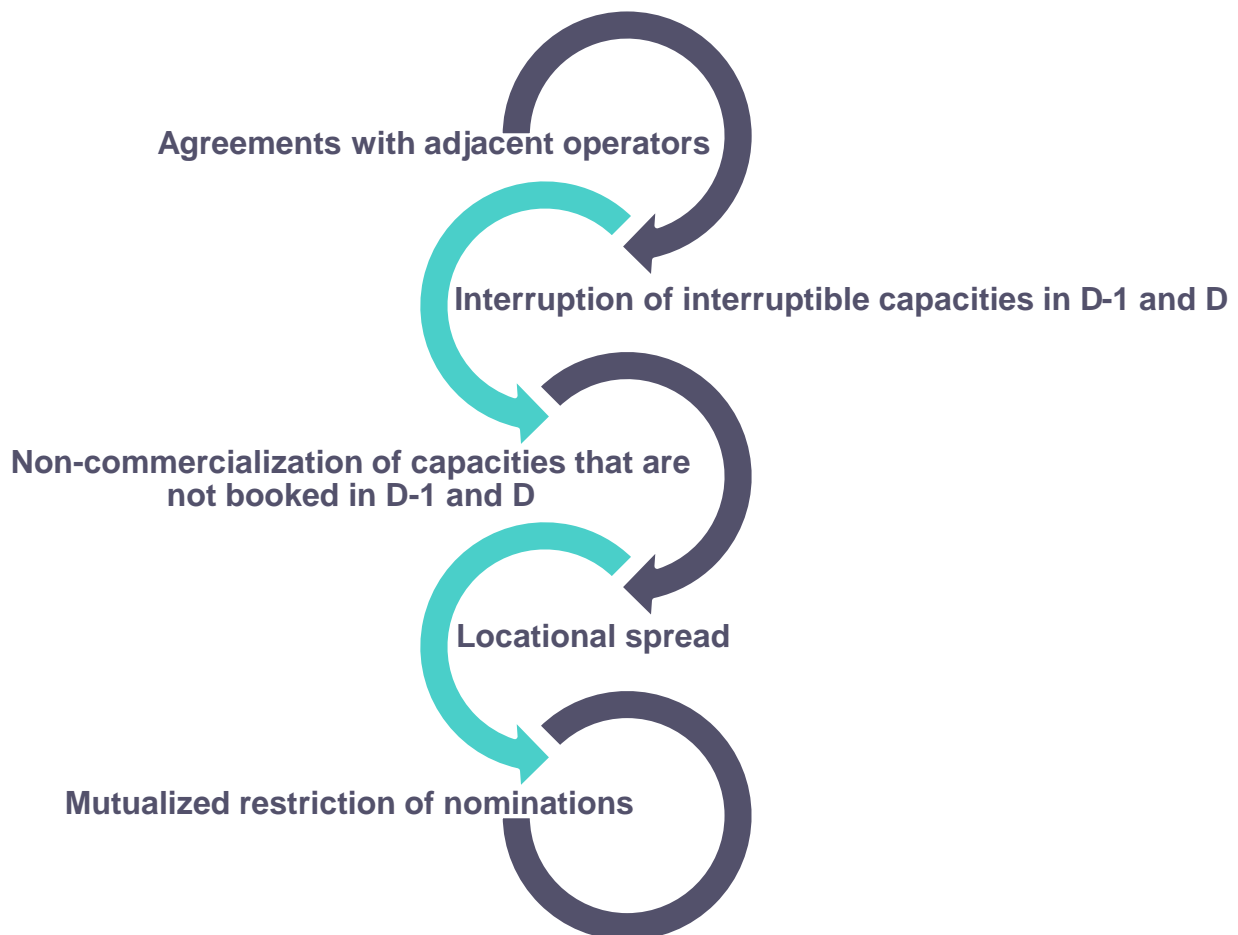 Agreements with adjacent operators
Interruption of interruptible capacities in D-1 and D
Non-commercialization of capacities that are
not booked in D-1 and D
Locational spread
Mutualized restriction of nominations